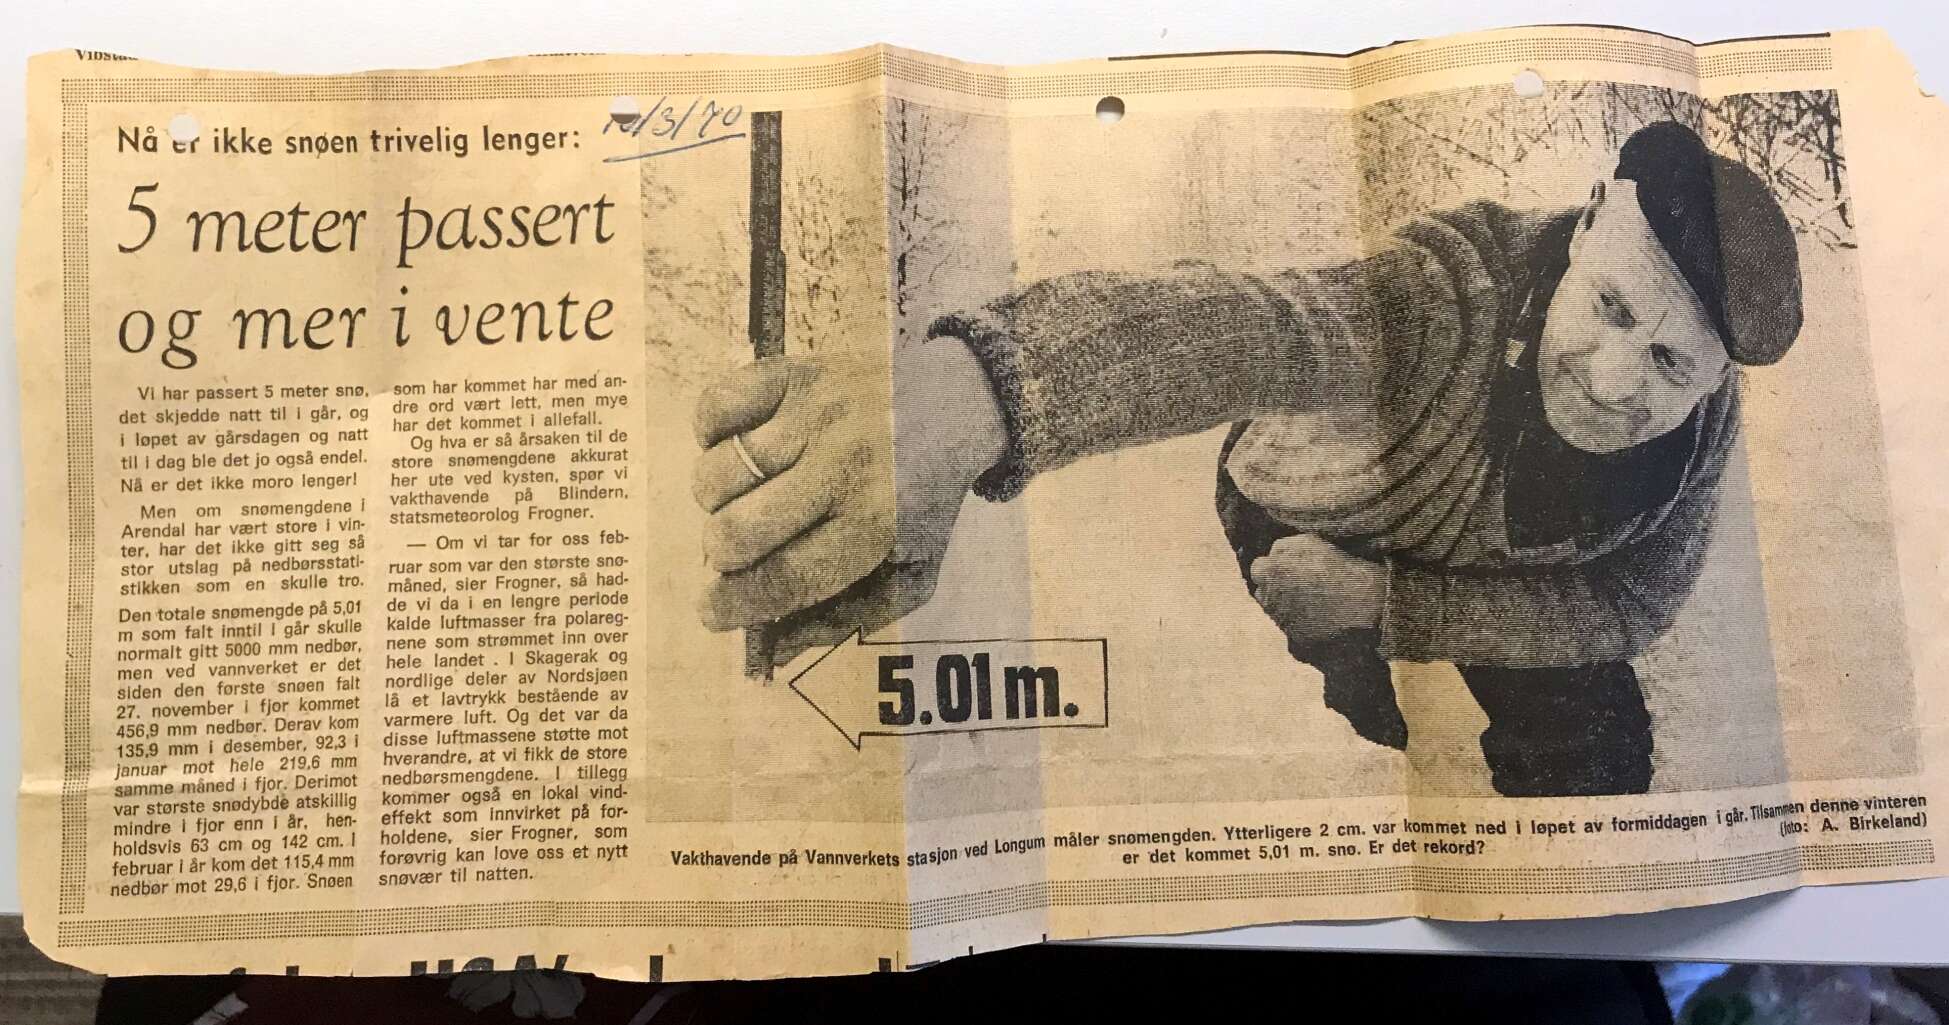 Nå er ikke snøen trivelig lenger:
/3/70
5 meter passert
og mer i vente
Vi har passert 5 meter snø,
det skjedde natt til i går, og
i løpet av gårsdagen og natt
til i dag ble det jo også endel.
Nå er det ikke moro lenger!
Men om snømengdene i
Arendal har vært store i vin-
ter, har det ikke gitt seg så
stor utslag på nedbørsstati-
stikken som en skulle tro.
Den totale snømengde på 5,01
m som falt inntil i går skulle
normalt gitt 5000 mm nedbør,
men ved vannverket er det
siden den første snøen falt
27. november i fjor kommet
456,9 mm nedbør. Derav kom
135,9 mm i desember, 92,3 i
januar mot hele 219,6 mm
samme måned i fjor. Derimot
var største snødybde atskillig
mindre i fjor enn i år, hen-
holdsvis 63 cm og 142 cm. I
februar i år kom det 115,4 mm
nedbør mot 29,6 i fjor. Snøen
som har kommet har med an-
dre ord vært lett, men mye
har det kommet i allefall.
Og hva er så årsaken til de
store snømengdene akkurat
her ute ved kysten, spør vi
vakthavende på Blindern,
statsmeteorolog Frogner.
— Om vi tar for oss feb-
ruar som var den største snø-
måned, sier Frogner, så had-
de vi da i en lengre periode
kalde luftmasser fra polareg-
nene som strømmet inn over
hele landet . I Skagerak og
nordlige deler av Nordsjøen
lå et lavtrykk bestående av
varmere luft. Og det var da
disse luftmassene støtte mot
hverandre, at vi fikk de store
nedbørsmengdene. I tillegg
kommer også en lokal vind-
effekt som innvirket på for-
holdene, sier Frogner, som
forøvrig kan love oss et nytt
snøvær til natten.
5.01 m.
Vakthavende på Vannverkets stasjon ved Longum måler snømengden. Ytterligere 2 cm. var kommet ned i løpet av formiddagen i går. Tilsammen denne vinteren
er det kommet 5,01 m. snø. Er det rekord? (foto: A. Birkeland)